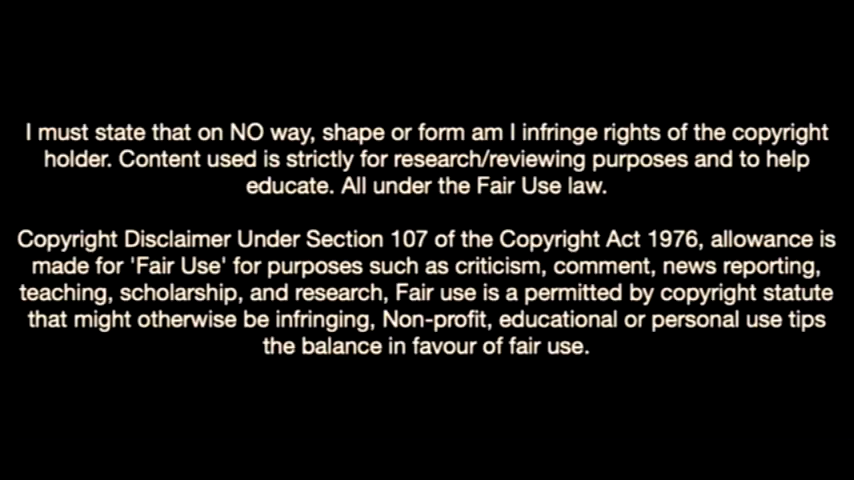 I must state that on NO way, shape or form am I infringe rights of the copyright
holder. Content used is strictly for research/reviewing purposes and to help
educate. All under the Fair Use law.
Copyright Disclaimer Under Section 107 of the Copyright Act 1976, allowance is
made for 'Fair Use' for purposes such as criticism, comment, news reporting,
teaching, scholarship, and research, Fair use is a permitted by copyright statute
that might otherwise be infringing, Non-profit, educational or personal use tips
the balance in favour of fair use.